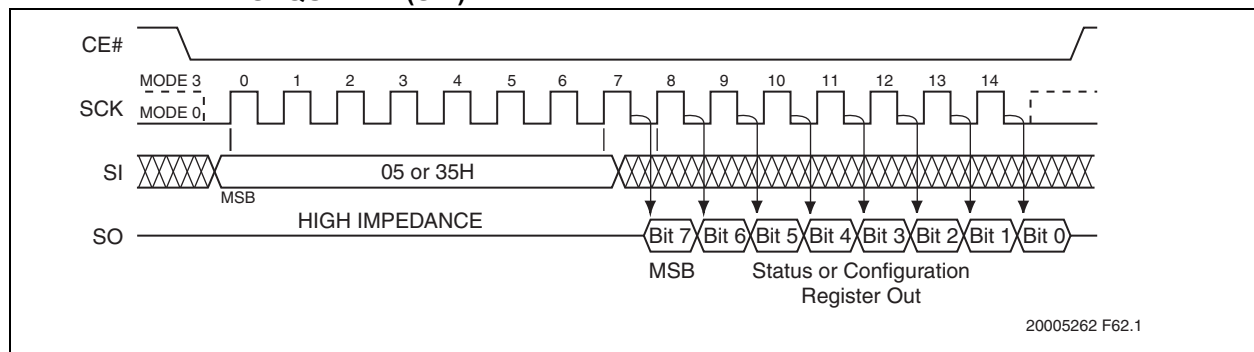 CE#
MODE 3 0 1 2 3 4 5 6 7 8 9 10 11 12 13 14
SCK
MODE 0
SI 05 or 35H
MSB
HIGH IMPEDANCE
SO Bit 7 Bit 6 Bit 5 Bit 4 Bit 3 Bit 2 Bit 1 Bit 0
MSB Status or Configuration
Register Out
20005262 F62.1